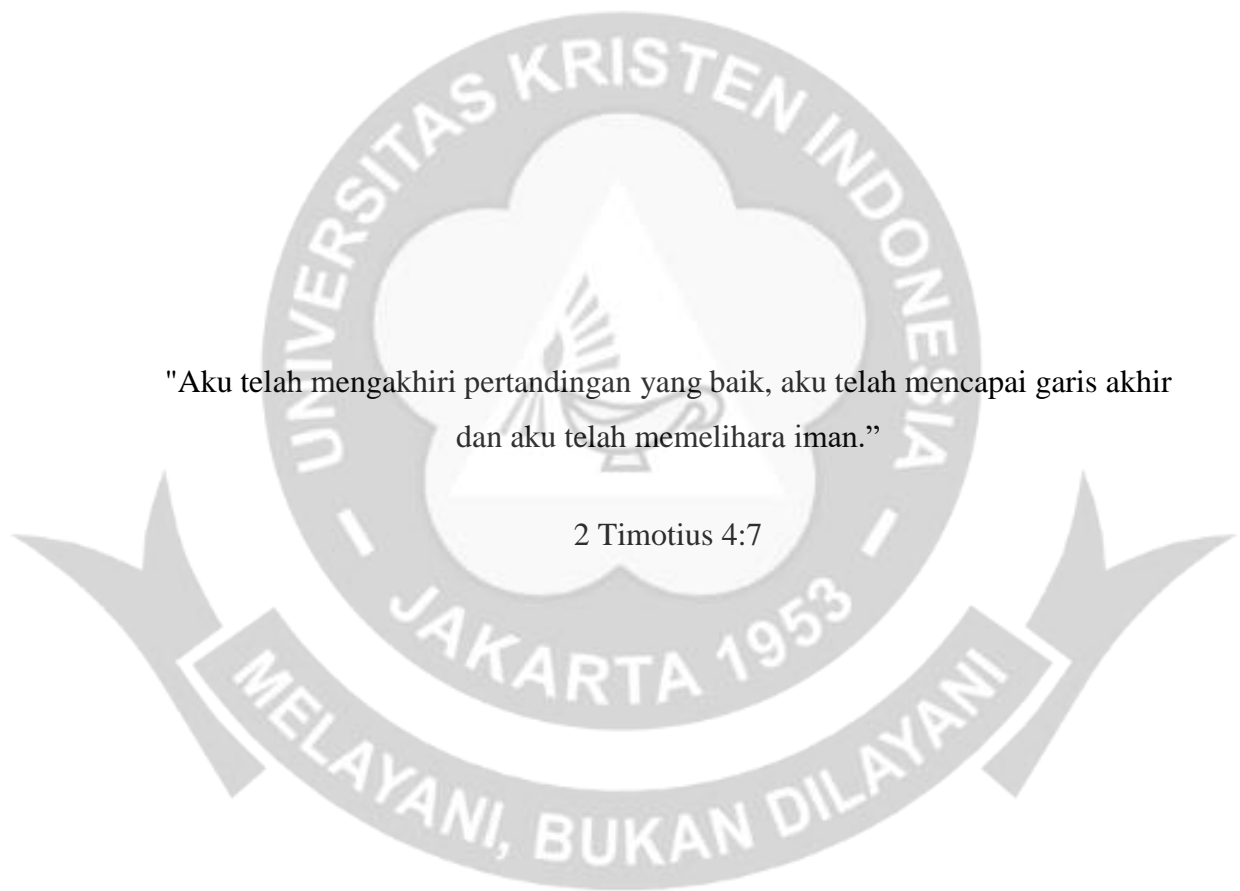 UNIVERSITAS KRISTEN INDONESIA
"Aku telah mengakhiri pertandingan yang baik, aku telah mencapai garis akhir
dan aku telah memelihara iman.”
2 Timotius 4:7
JAKARTA 1953
MELAYANI, BUKAN DILAYANI